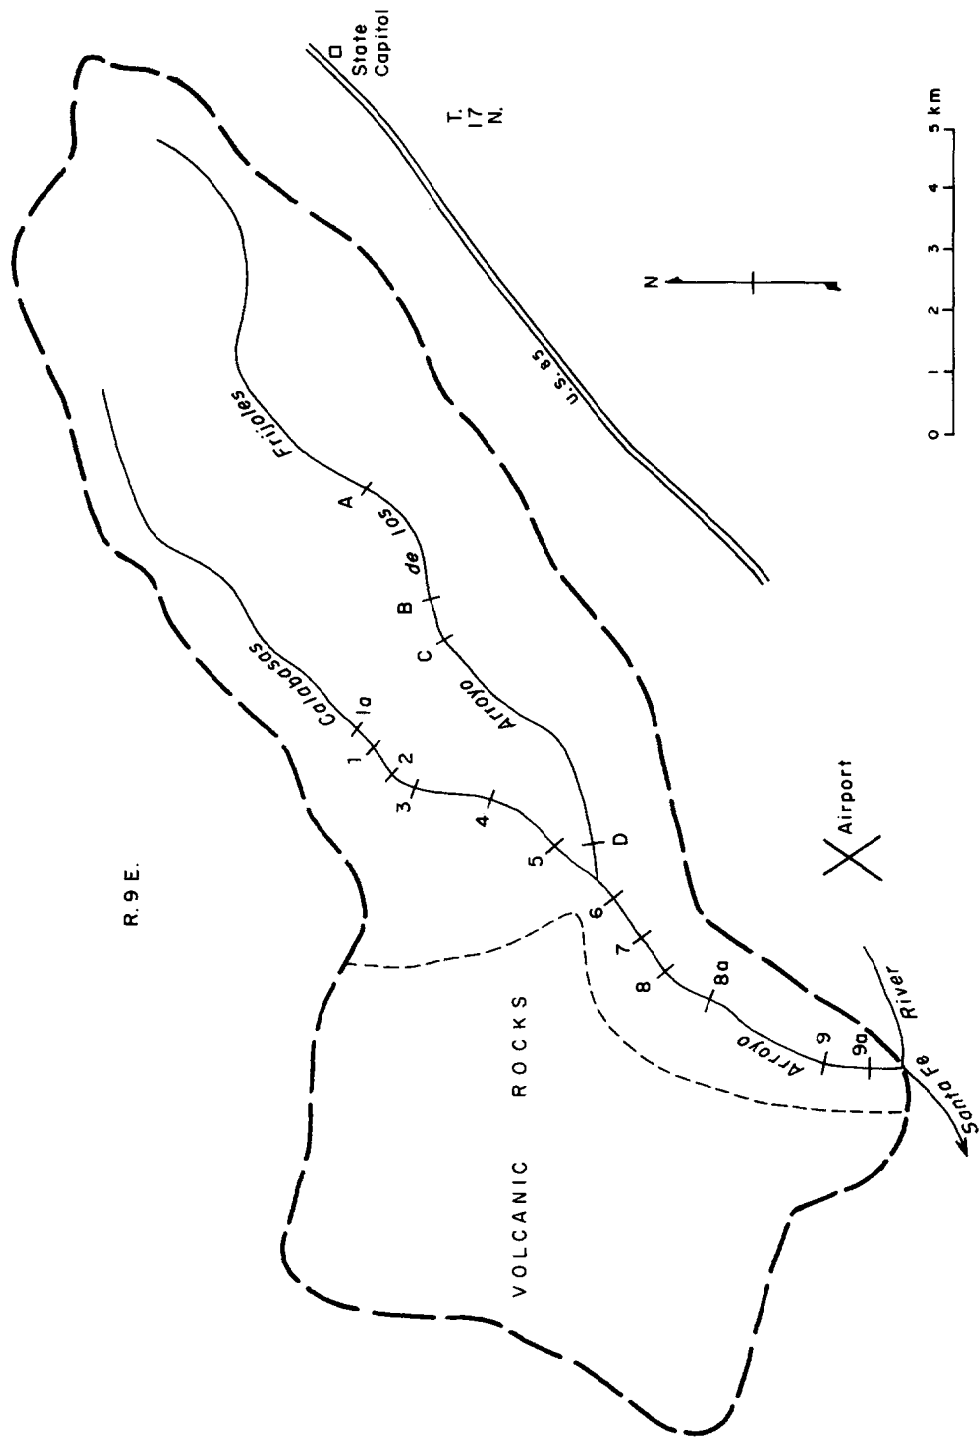 State
Capitol
T.
17
N.
R. 9 E.
N
U.S. 85
Frijoles
los
de
Arroyo
A
B
C
D
Calabasas
1a
1
2
3
4
5
6
7
8
8a
9
9a
Arroyo
VOLCANIC ROCKS
Airport
River
Santa Fe
0 1 2 3 4 5 km